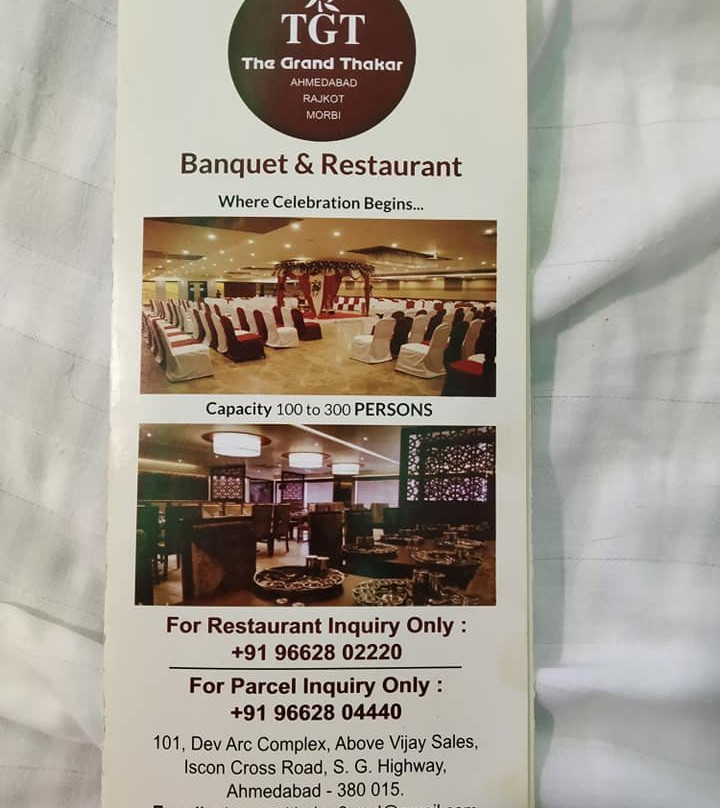 TGT
The Grand Thakar
AHMEDABAD
RAJKOT
MORBI
Banquet & Restaurant
Where Celebration Begins...
Capacity 100 to 300 PERSONS
For Restaurant Inquiry Only :
+91 96628 02220
For Parcel Inquiry Only :
+91 96628 04440
101, Dev Arc Complex, Above Vijay Sales,
Iscon Cross Road, S. G. Highway,
Ahmedabad - 380 015.